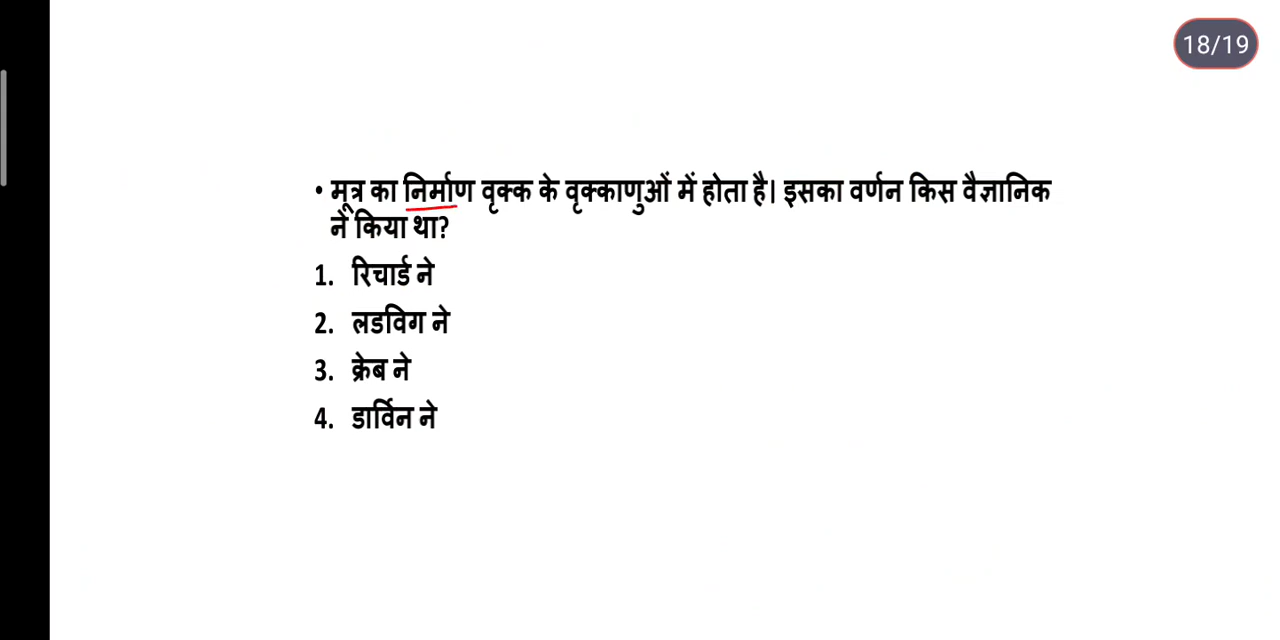 18/19
• मूत्र का निर्माण वृक्क के वृक्काणुओं में होता है। इसका वर्णन किस वैज्ञानिक
ने किया था?
1. रिचार्ड ने
2. लडविग ने
3. क्रेब ने
4. डार्विन ने